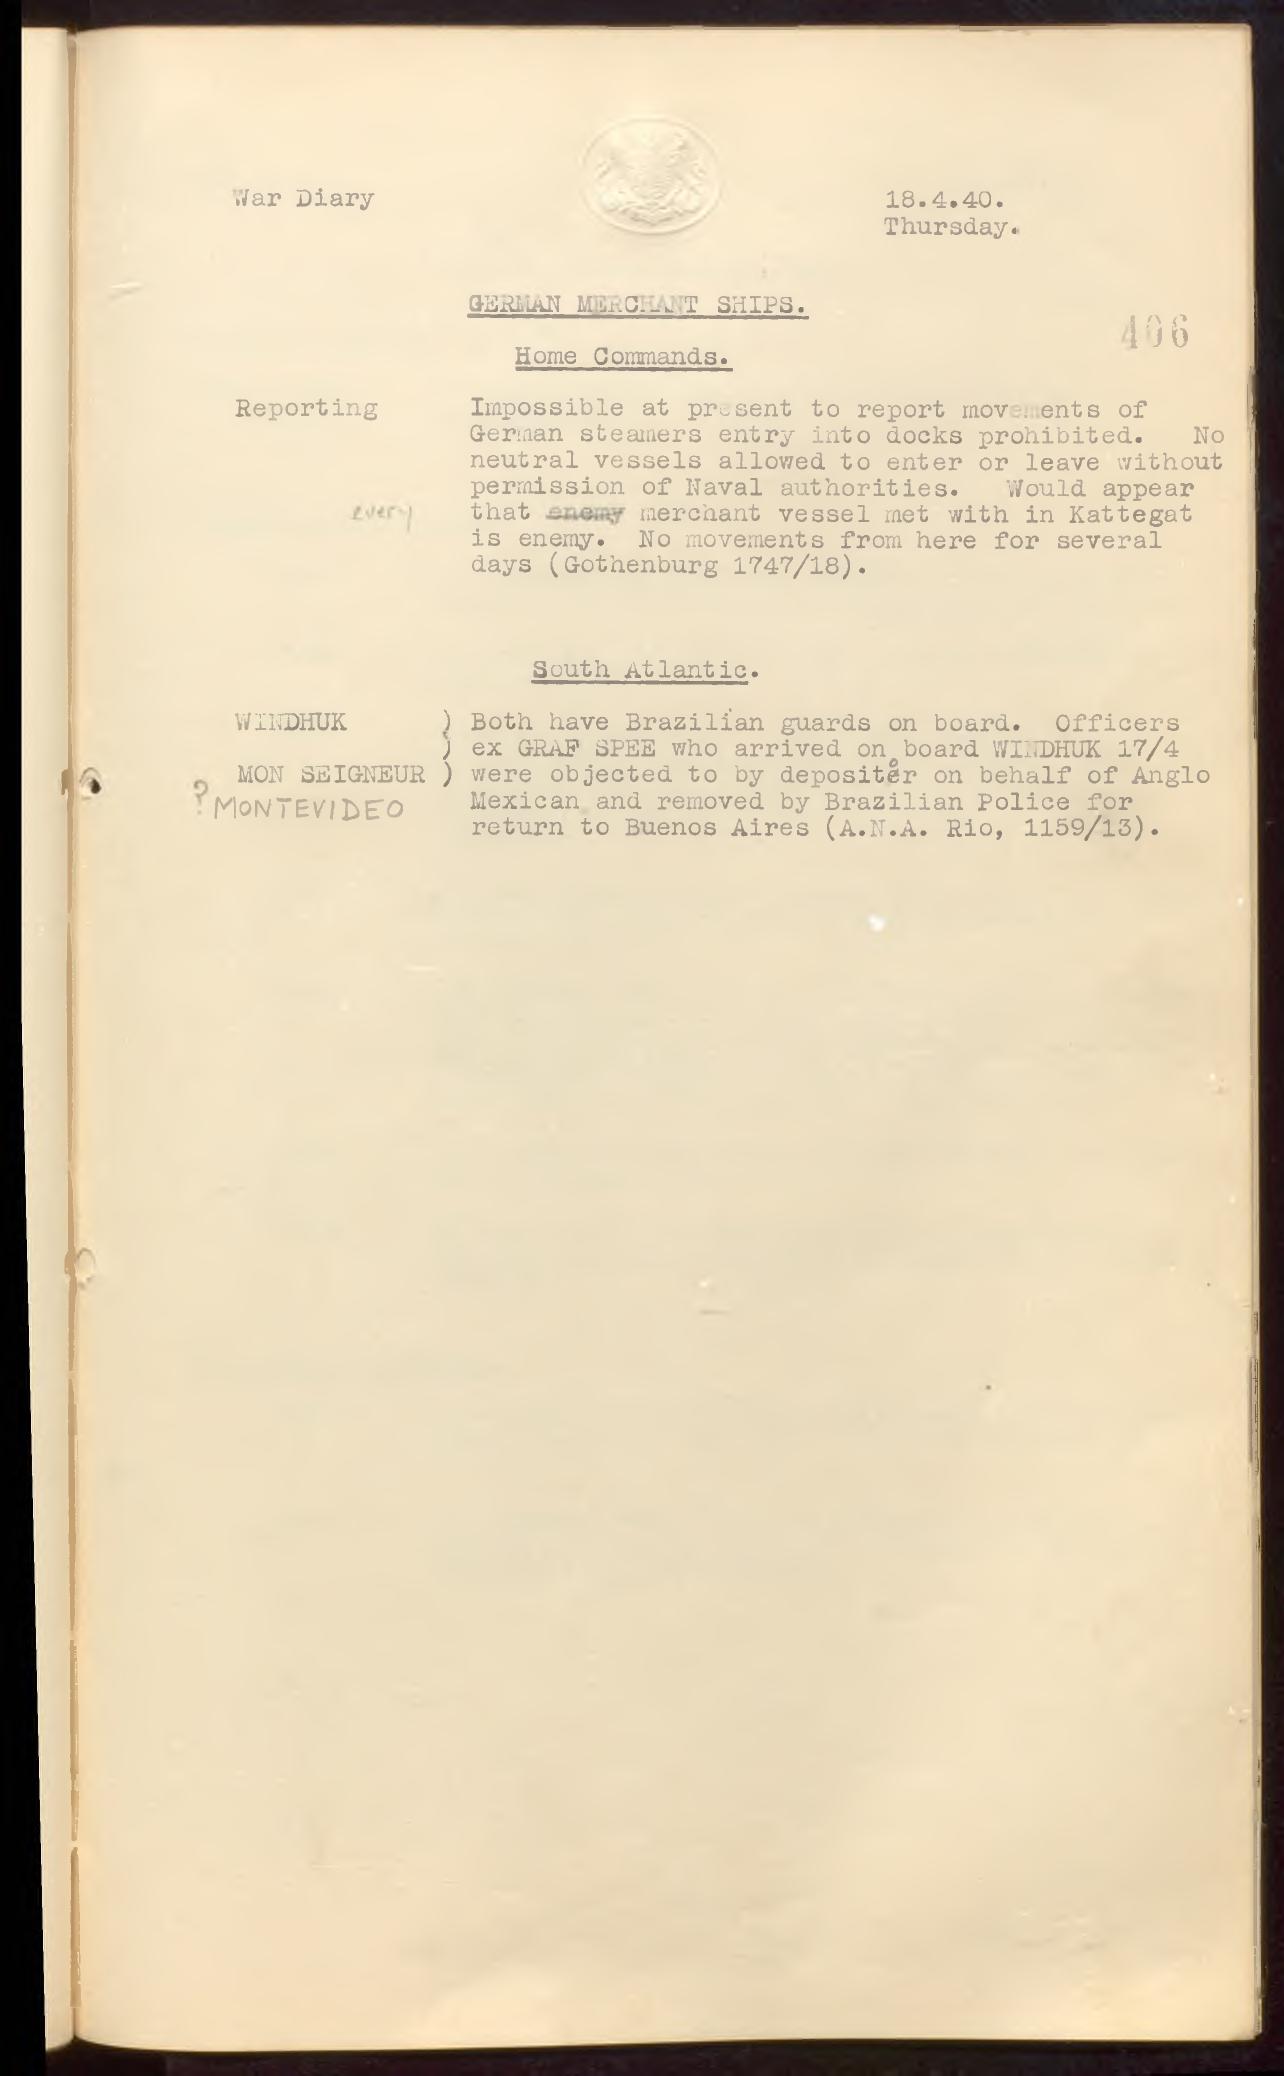 War Diary 18.4.40.
Thursday.
GERMAN MERCHANT SHIPS.
406
Home Commands.
Reporting Impossible at present to report movements of
German steamers entry into docks prohibited. No
neutral vessels allowed to enter or leave without
permission of Naval authorities. Would appear
every that enemy merchant vessel met with in Kattegat
is enemy. No movements from here for several
days (Gothenburg 1747/18).
South Atlantic.
WINDHUK ) Both have Brazilian guards on board. Officers
) ex GRAF SPEE who arrived on board WINDHUK 17/4
MON SEIGNEUR ) were objected to by depositor on behalf of Anglo
? MONTEVIDEO Mexican and removed by Brazilian Police for
return to Buenos Aires (A.N.A. Rio, 1159/13).